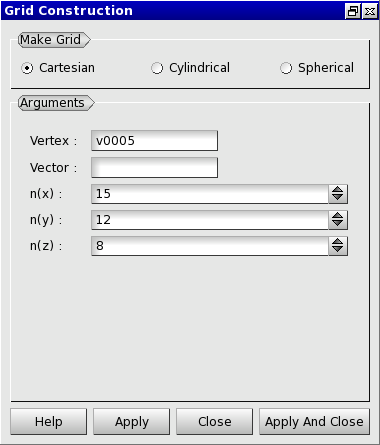 Grid Construction
Make Grid
Cartesian Cylindrical Spherical
Arguments
Vertex : v0005
Vector :
n(x) : 15
n(y) : 12
n(z) : 8
Help Apply Close Apply And Close